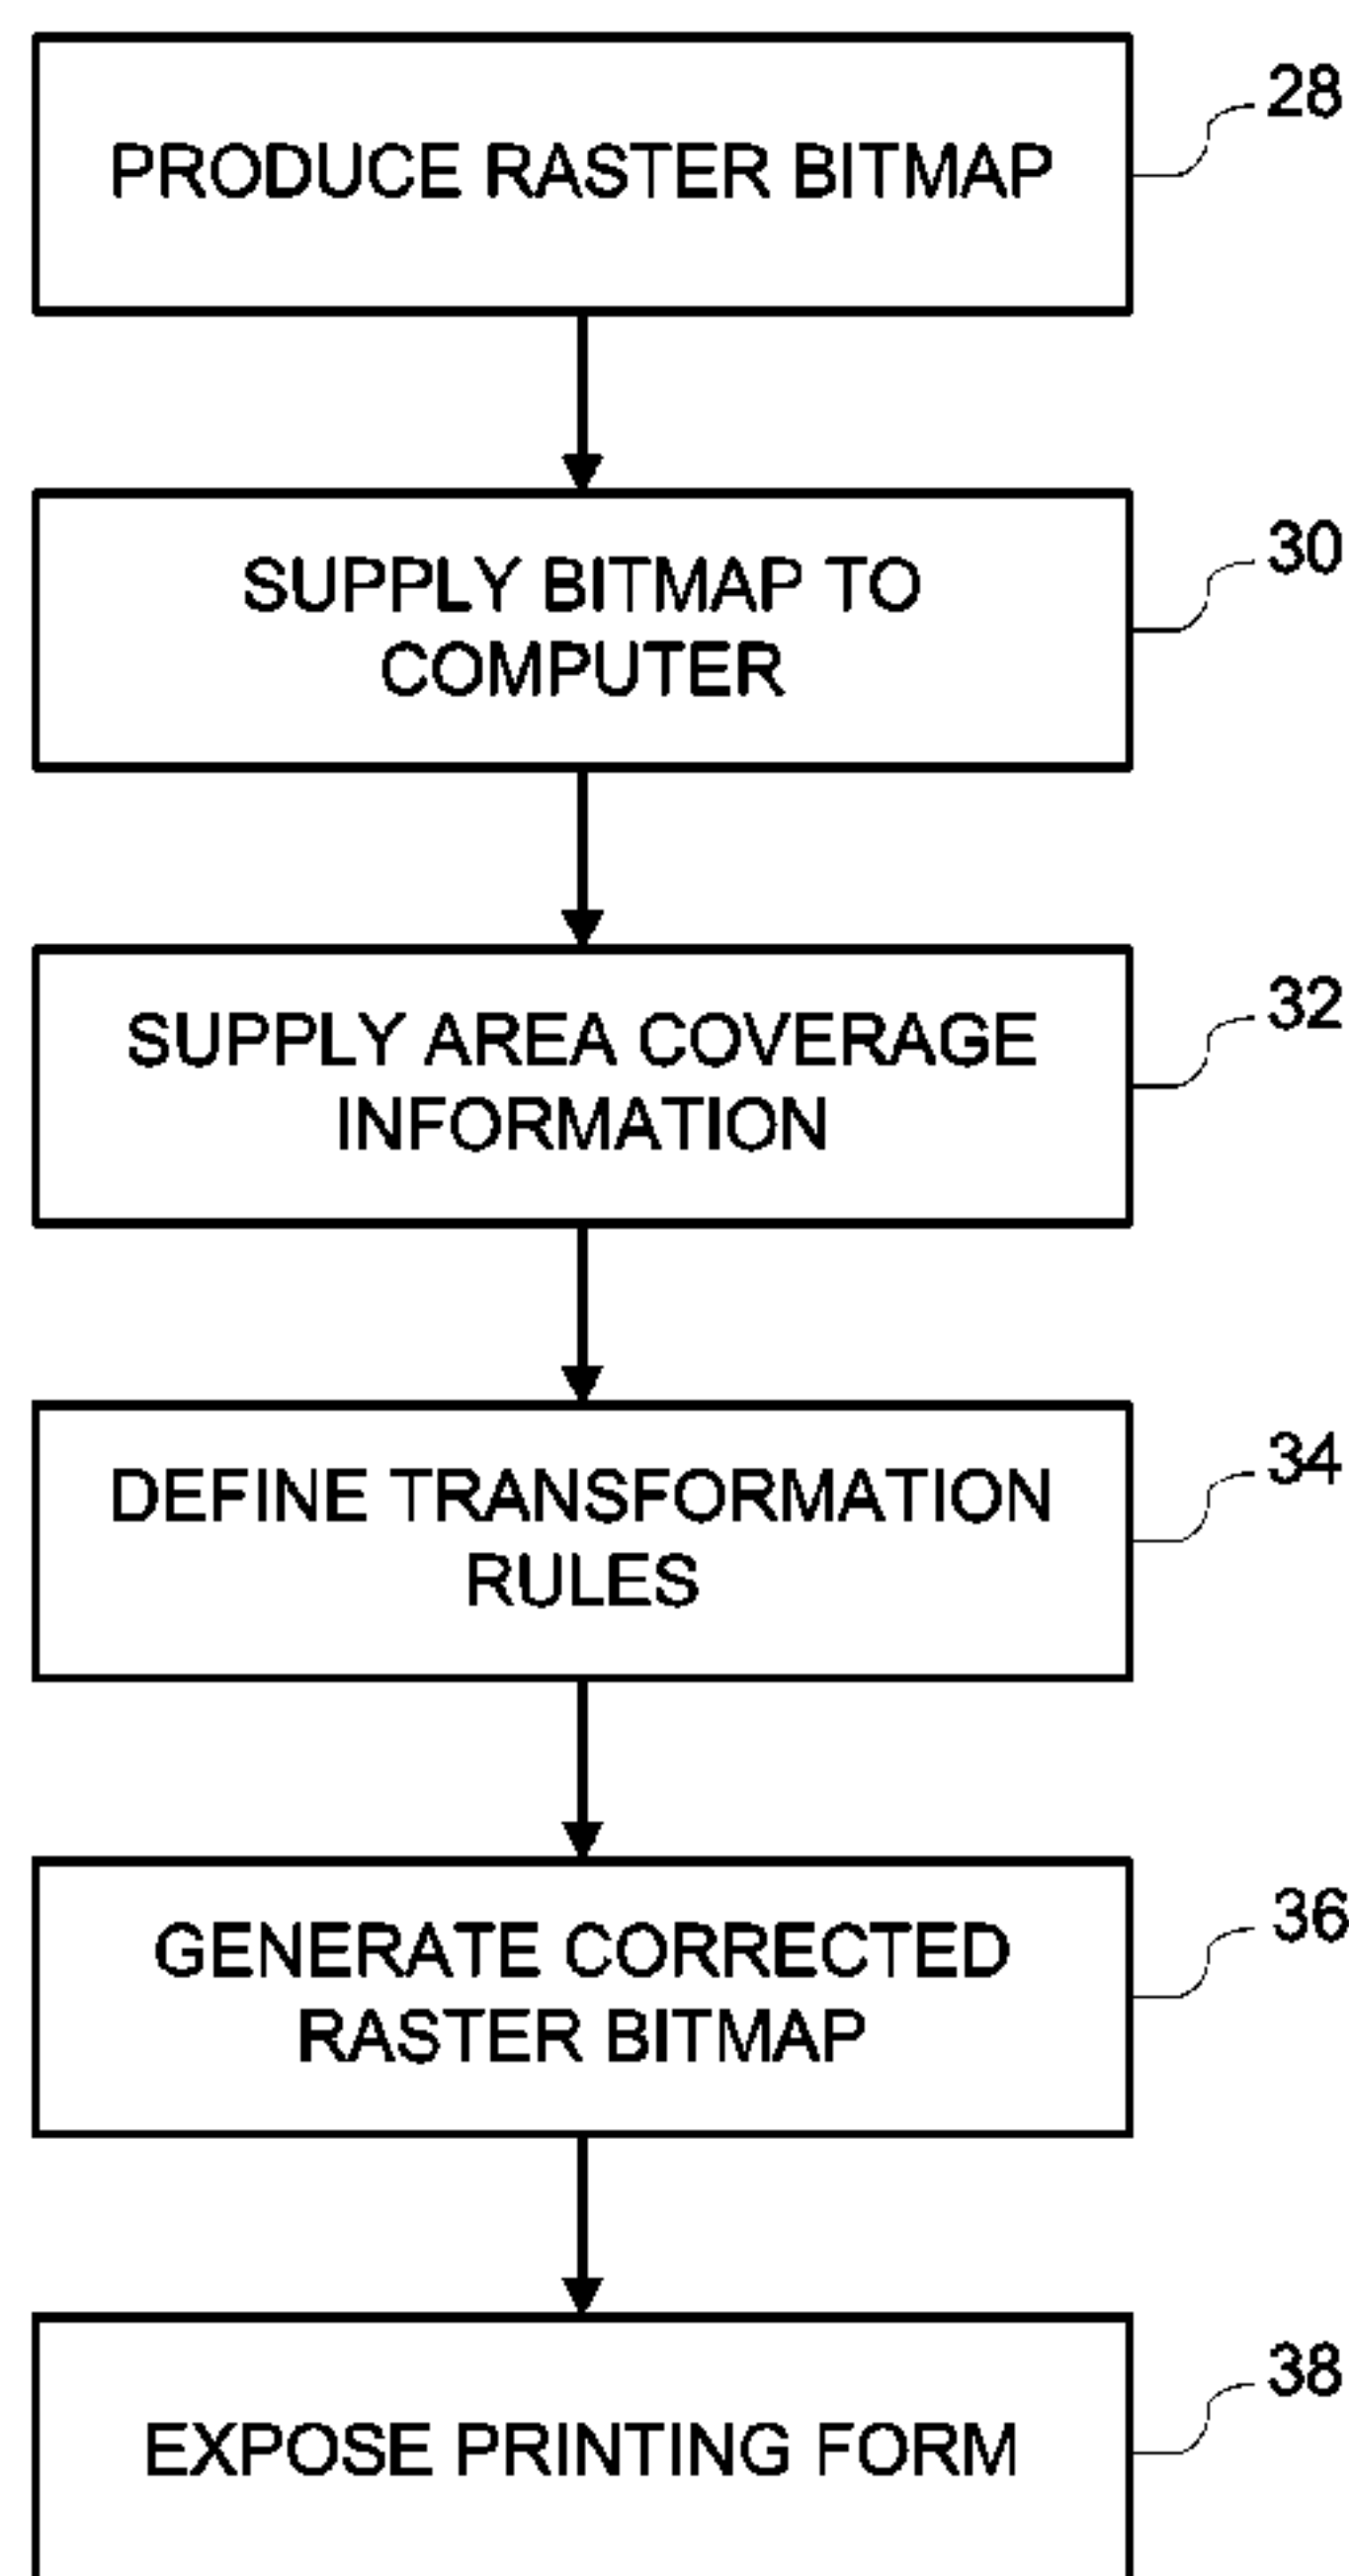 PRODUCE RASTER BITMAP
28
SUPPLY BITMAP TO
COMPUTER
30
SUPPLY AREA COVERAGE
INFORMATION
32
DEFINE TRANSFORMATION
RULES
34
GENERATE CORRECTED
RASTER BITMAP
36
EXPOSE PRINTING FORM
38